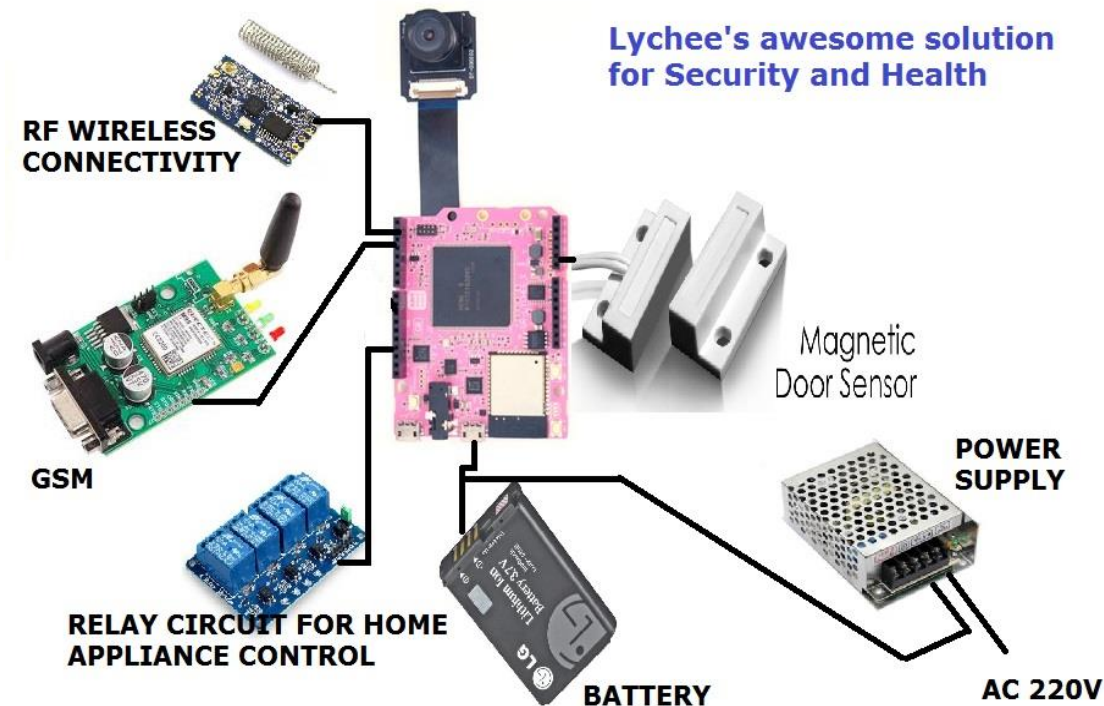 Lychee's awesome solution
for Security and Health
RF WIRELESS
CONNECTIVITY
GSM
Magnetic
Door Sensor
POWER
SUPPLY
RELAY CIRCUIT FOR HOME
APPLIANCE CONTROL
Lithium Ion
Battery 3.7V
LG
BATTERY
AC 220V